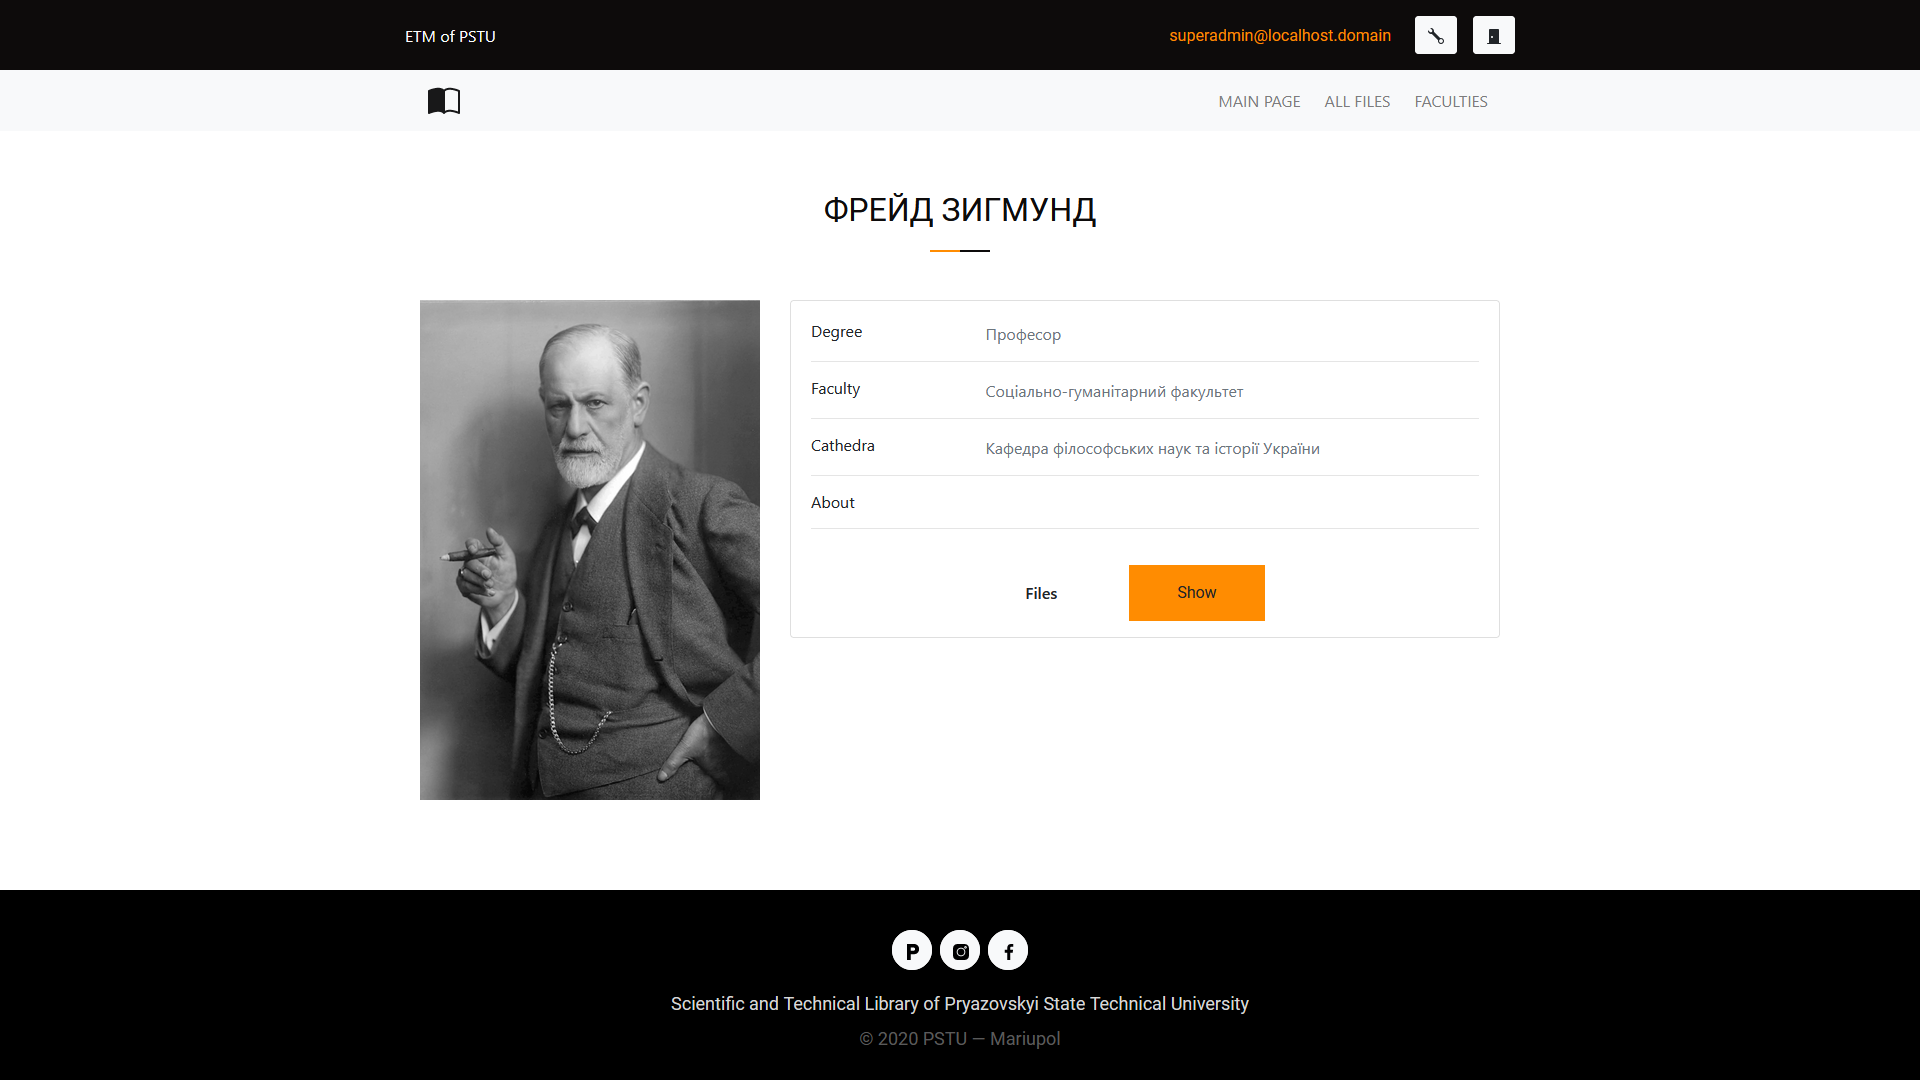 ETM of PSTU
superadmin@localhost.domain
MAIN PAGE
ALL FILES
FACULTIES
ФРЕЙД ЗИГМУНД
Degree
Професор
Faculty
Соціально-гуманітарний факультет
Cathedra
Кафедра філософських наук та історії України
About
Files
Show
Scientific and Technical Library of Pryazovskyi State Technical University
© 2020 PSTU — Mariupol